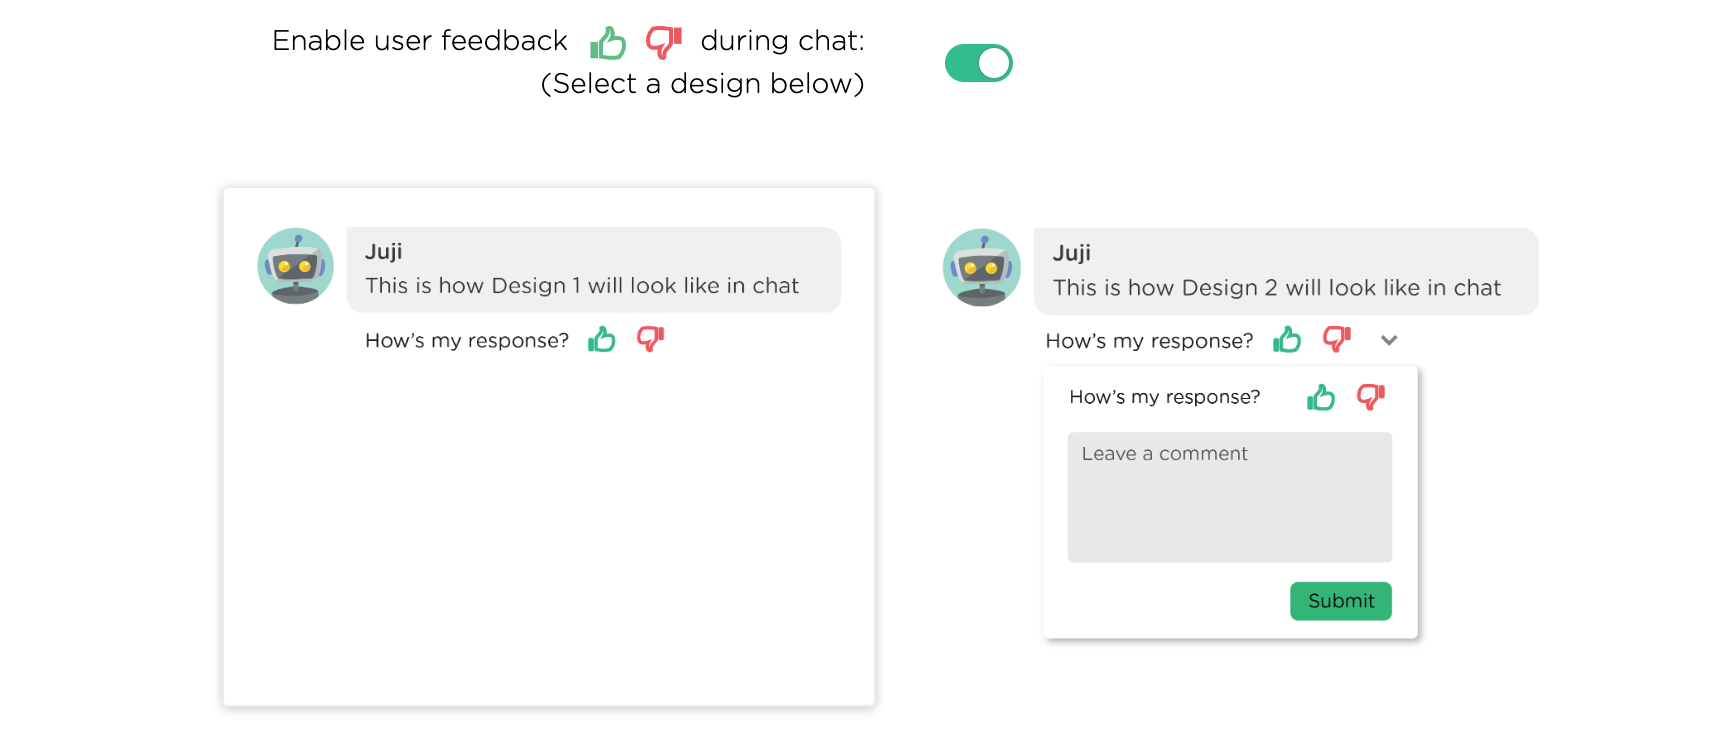 Enable user feedback during chat:
(Select a design below)
Juji
This is how Design 1 will look like in chat
How's my response?
Juji
This is how Design 2 will look like in chat
How's my response?
How's my response?
Leave a comment
Submit